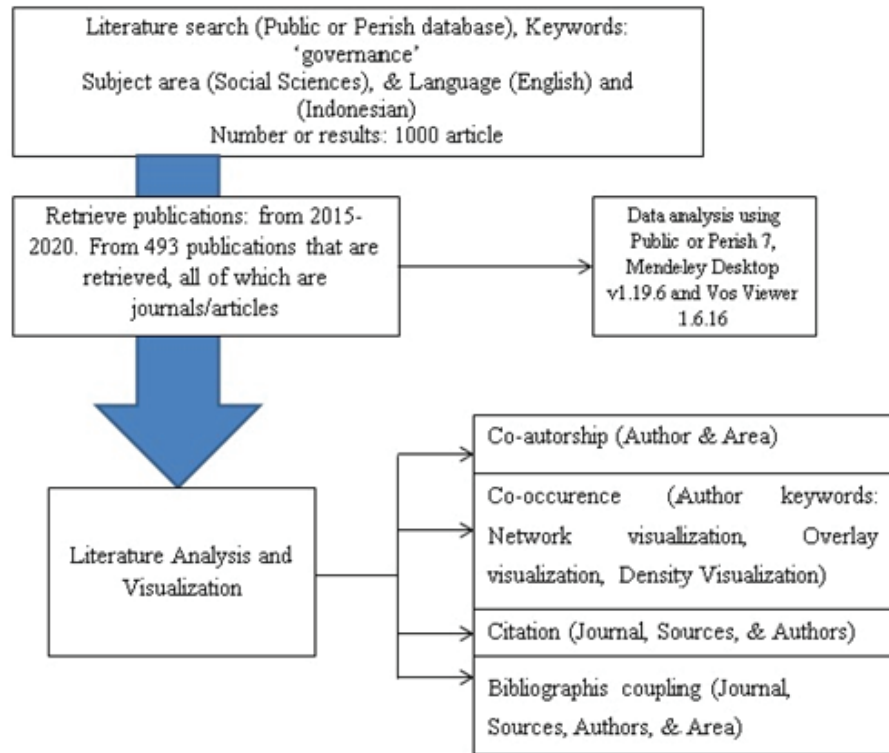 Literature search (Public or Perish database), Keywords:
‘governance’
Subject area (Social Sciences), & Language (English) and
(Indonesian)
Number or results: 1000 article
Retrieve publications: from 2015-
2020. From 493 publications that are
retrieved, all of which are
journals/articles
Data analysis using
Public or Perish 7,
Mendeley Desktop
v1.19.6 and Vos Viewer
1.6.16
Literature Analysis and
Visualization
Co-autorship (Author & Area)
Co-occurence (Author keywords:
Network visualization, Overlay
visualization, Density Visualization)
Citation (Journal, Sources, & Authors)
Bibliographis coupling (Journal,
Sources, Authors, & Area)